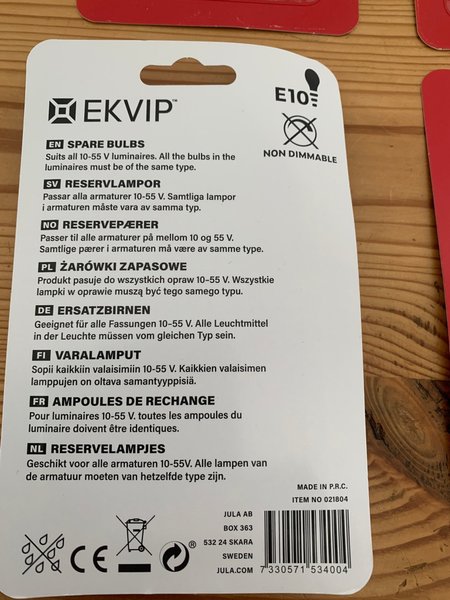 EKVIP™
E10
NON DIMMABLE
EN SPARE BULBS
Suits all 10-55 V luminaires. All the bulbs in the
luminaires must be of the same type.
SV RESERVLAMPOR
Passar alla armaturer 10-55 V. Samtliga lampor
i armaturen måste vara av samma typ.
NO RESERVEPÆRER
Passer til alle armaturer på mellom 10 og 55 V.
Samtlige pærer i armaturen må være av samme type.
PL ŻARÓWKI ZAPASOWE
Produkt pasuje do wszystkich opraw 10-55 V. Wszystkie
lampki w oprawie muszą być tego samego typu.
DE ERSATZBIRNEN
Geeignet für alle Fassungen 10-55 V. Alle Leuchtmittel
in der Leuchte müssen vom gleichen Typ sein.
FI VARALAMPUT
Sopii kaikkiin valaisimiin 10-55 V. Kaikkien valaisimen
lamppujen on oltava samantyyppisiä.
FR AMPOULES DE RECHANGE
Pour luminaires 10-55 V. toutes les ampoules du
luminaire doivent être identiques.
NL RESERVELAMPJES
Geschikt voor alle armaturen 10-55V. Alle lampen van
de armatuur moeten van hetzelfde type zijn.
MADE IN P.R.C.
ITEM NO 021804
JULA AB
BOX 363
532 24 SKARA
SWEDEN
JULA.COM
CE
7 330571 534004